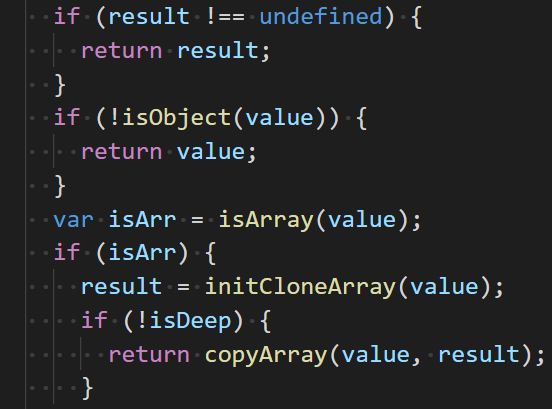 if (result !== undefined) {
return result;
}
if (!isObject(value)) {
return value;
}
var isArr = isArray(value);
if (isArr) {
result = initCloneArray(value);
if (!isDeep) {
return copyArray(value, result);
}